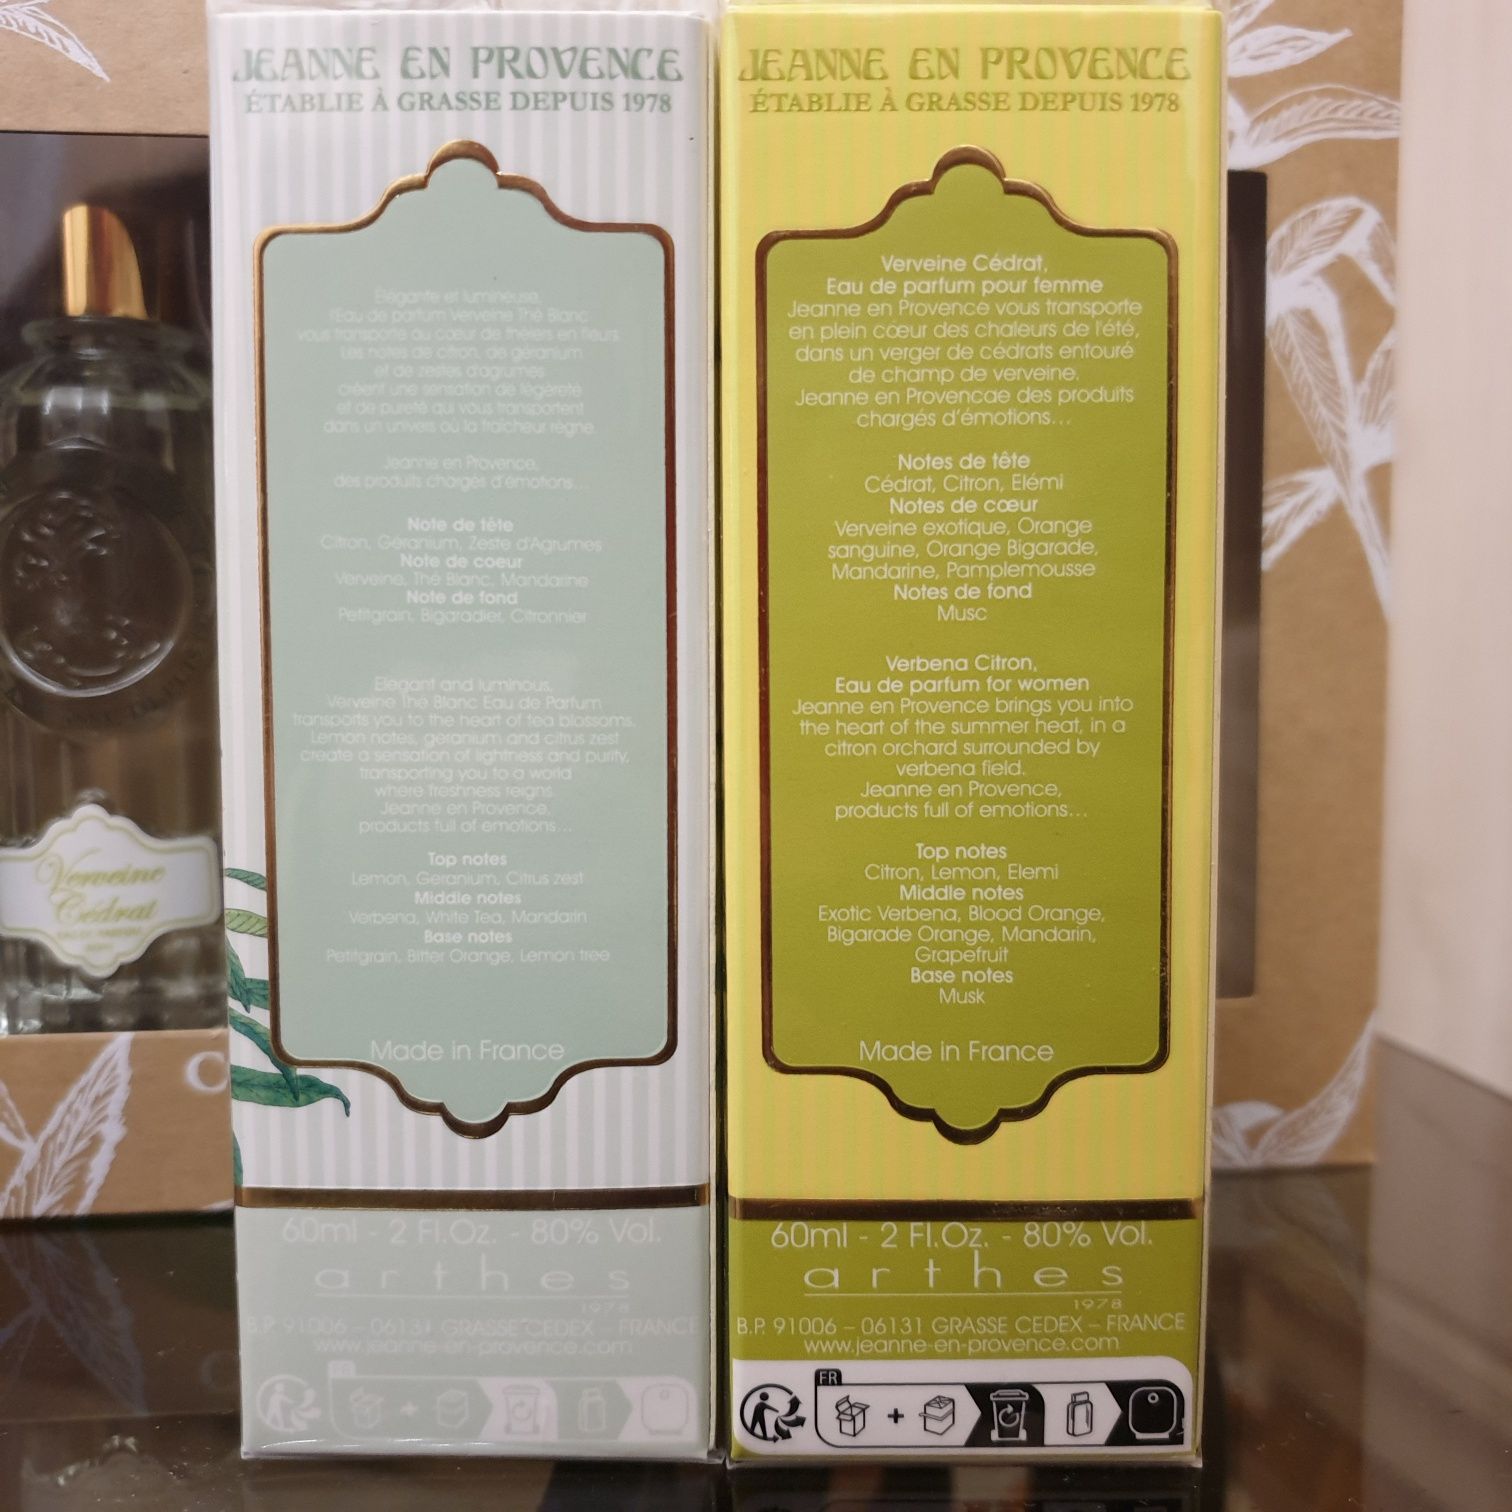 JEANNE EN PROVENCE
ÉTABLIE À GRASSE DEPUIS 1978
Élégante et lumineuse,
l'Eau de parfum Verveine Thé Blanc
vous transporte au cœur de théiers en fleurs.
Les notes de citron, de géranium
et de zestes d'agrumes
créent une sensation de légèreté
et de pureté qui vous transportent
dans un univers où la fraîcheur règne.
Jeanne en Provence,
des produits chargés d'émotions...
Note de tête
Citron, Géranium, Zeste d'Agrumes
Note de coeur
Verveine, Thé Blanc, Mandarine
Note de fond
Petitgrain, Bigaradier, Citronnier
Elegant and luminous,
Verveine Thé Blanc Eau de Parfum
transports you to the heart of tea blossoms.
Lemon notes, geranium and citrus zest
create a sensation of lightness and purity,
transporting you to a world
where freshness reigns.
Jeanne en Provence,
products full of emotions...
Top notes
Lemon, Geranium, Citrus zest
Middle notes
Verbena, White Tea, Mandarin
Base notes
Petitgrain, Bitter Orange, Lemon tree
Made in France
60ml - 2 Fl.Oz. - 80% Vol.
arthes
1978
B.P. 91006 – 06131 GRASSE CEDEX – FRANCE
www.jeanne-en-provence.com
FR
JEANNE EN PROVENCE
ÉTABLIE À GRASSE DEPUIS 1978
Verveine Cédrat,
Eau de parfum pour femme
Jeanne en Provence vous transporte
en plein cœur des chaleurs de l'été,
dans un verger de cédrats entouré
de champ de verveine.
Jeanne en Provencae des produits
chargés d'émotions...
Notes de tête
Cédrat, Citron, Elémi
Notes de cœur
Verveine exotique, Orange
sanguine, Orange Bigarade,
Mandarine, Pamplemousse
Notes de fond
Musc
Verbena Citron,
Eau de parfum for women
Jeanne en Provence brings you into
the heart of the summer heat, in a
citron orchard surrounded by
verbena field.
Jeanne en Provence,
products full of emotions...
Top notes
Citron, Lemon, Elemi
Middle notes
Exotic Verbena, Blood Orange,
Bigarade Orange, Mandarin,
Grapefruit
Base notes
Musk
Made in France
60ml - 2 Fl.Oz. - 80% Vol.
arthes
1978
B.P. 91006 – 06131 GRASSE CEDEX – FRANCE
www.jeanne-en-provence.com
FR
Verveine
Cédrat